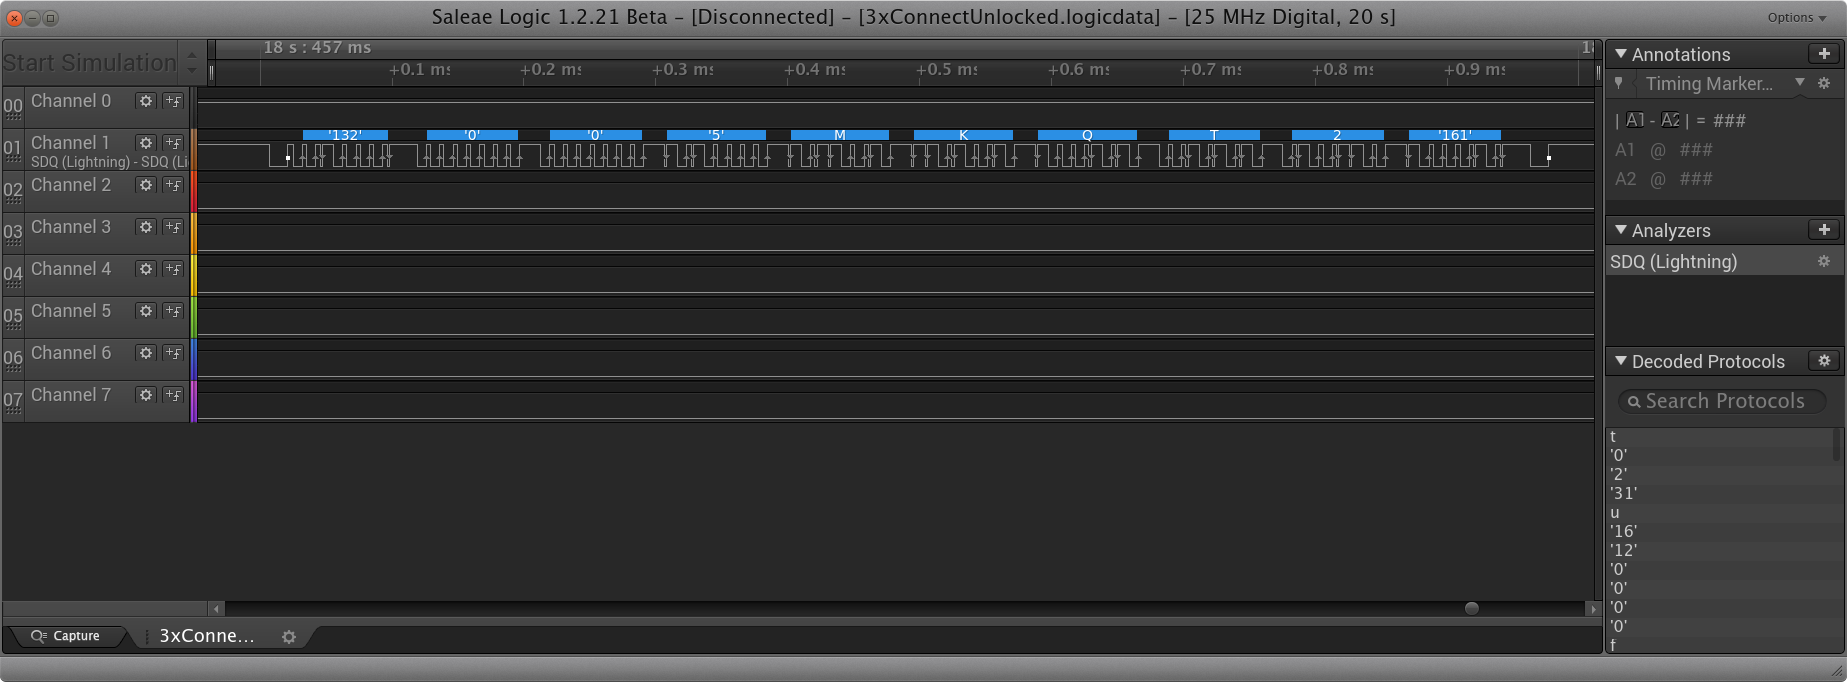 Saleae Logic 1.2.21 Beta – [Disconnected] – [3xConnectUnlocked.logicdata] – [25 MHz Digital, 20 s]
Options
Start Simulation
18 s : 457 ms
+0.1 ms +0.2 ms +0.3 ms +0.4 ms +0.5 ms +0.6 ms +0.7 ms +0.8 ms +0.9 ms
00 Channel 0
01 Channel 1
SDQ (Lightning) - SDQ (Li
'132' '0' '0' '5' M K Q T 2 '161'
02 Channel 2
03 Channel 3
04 Channel 4
05 Channel 5
06 Channel 6
07 Channel 7
Capture
3xConne...
Annotations
Timing Marker...
| A1 - A2 | = ###
A1 @ ###
A2 @ ###
Analyzers
SDQ (Lightning)
Decoded Protocols
Search Protocols
t
'0'
'2'
'31'
u
'16'
'12'
'0'
'0'
'0'
'0'
f